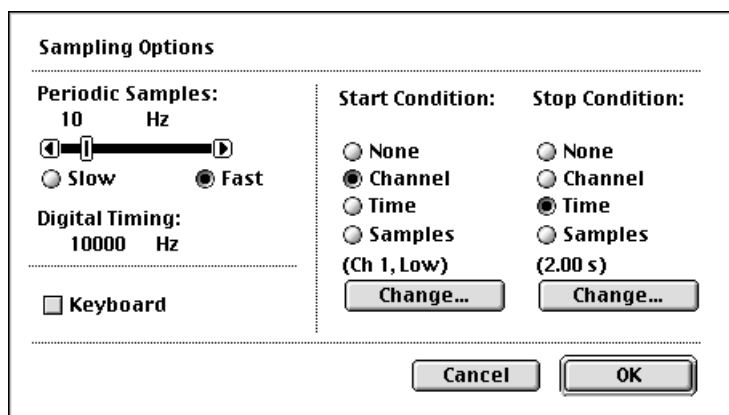 Sampling Options
Periodic Samples:
10 Hz
Slow Fast
Digital Timing:
10000 Hz
Keyboard
Start Condition:
None
Channel
Time
Samples
(Ch 1, Low)
Change...
Stop Condition:
None
Channel
Time
Samples
(2.00 s)
Change...
Cancel OK